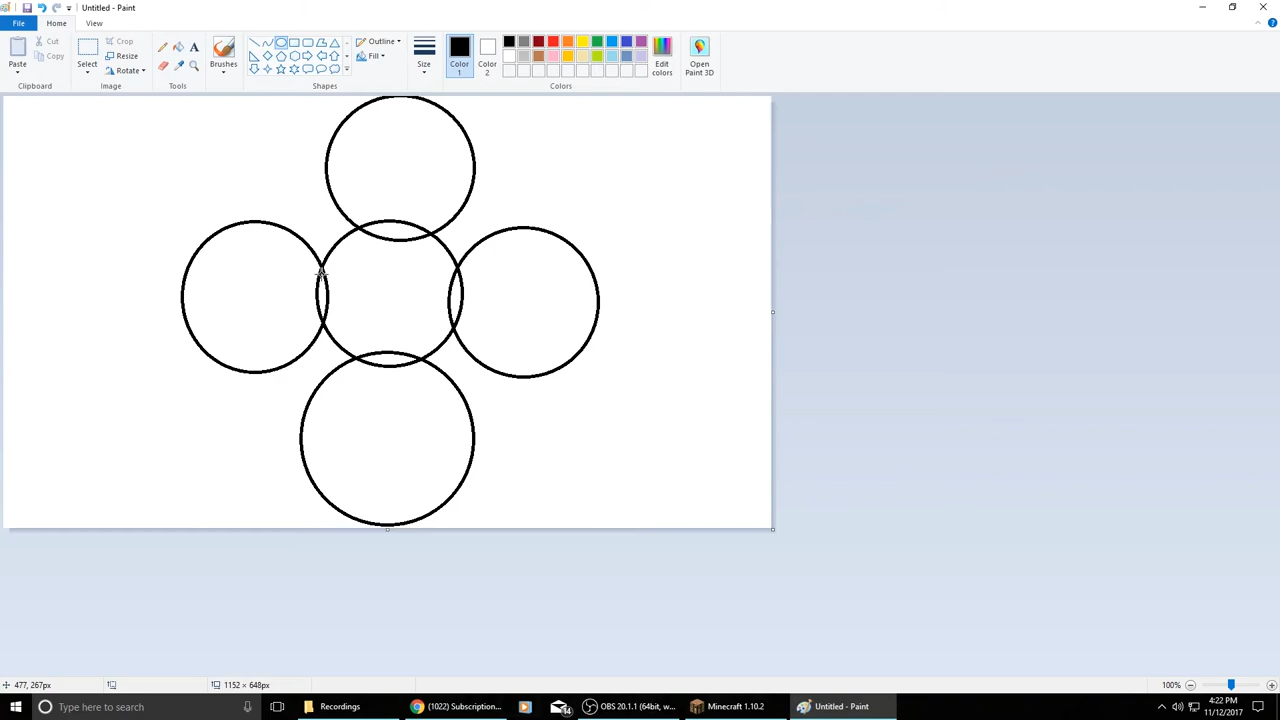 Untitled - Paint
File Home View
Paste
Cut
Copy
Clipboard
Select
Crop
Resize
Rotate
Image
A
Tools
Brushes
Outline
Fill
Shapes
Size
Color 1
Color 2
Edit colors
Colors
Open Paint 3D
477, 267px
1152 × 648px
100%
Type here to search
Recordings
(1022) Subscription...
14
OBS 20.1.1 (64bit, w...
Minecraft 1.10.2
Untitled - Paint
4:22 PM
11/12/2017